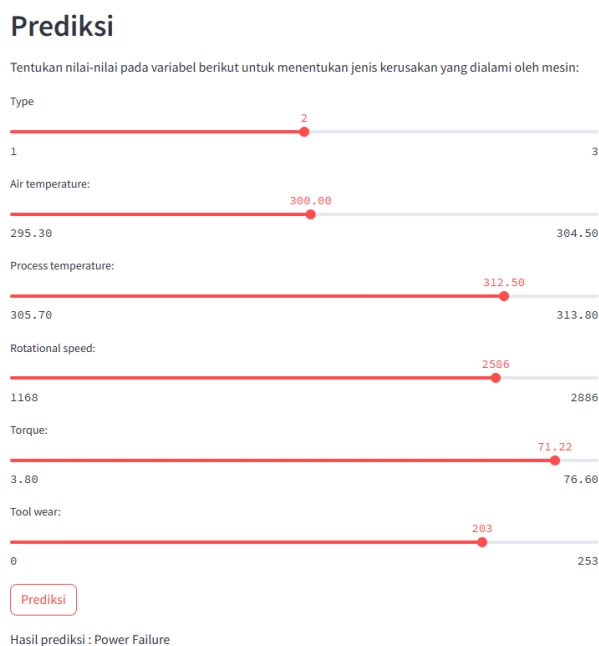 Prediksi
Tentukan nilai-nilai pada variabel berikut untuk menentukan jenis kerusakan yang dialami oleh mesin:
Type
2
1 3
Air temperature:
300.00
295.30 304.50
Process temperature:
312.50
305.70 313.80
Rotational speed:
2586
1168 2886
Torque:
71.22
3.80 76.60
Tool wear:
203
0 253
Prediksi
Hasil prediksi : Power Failure